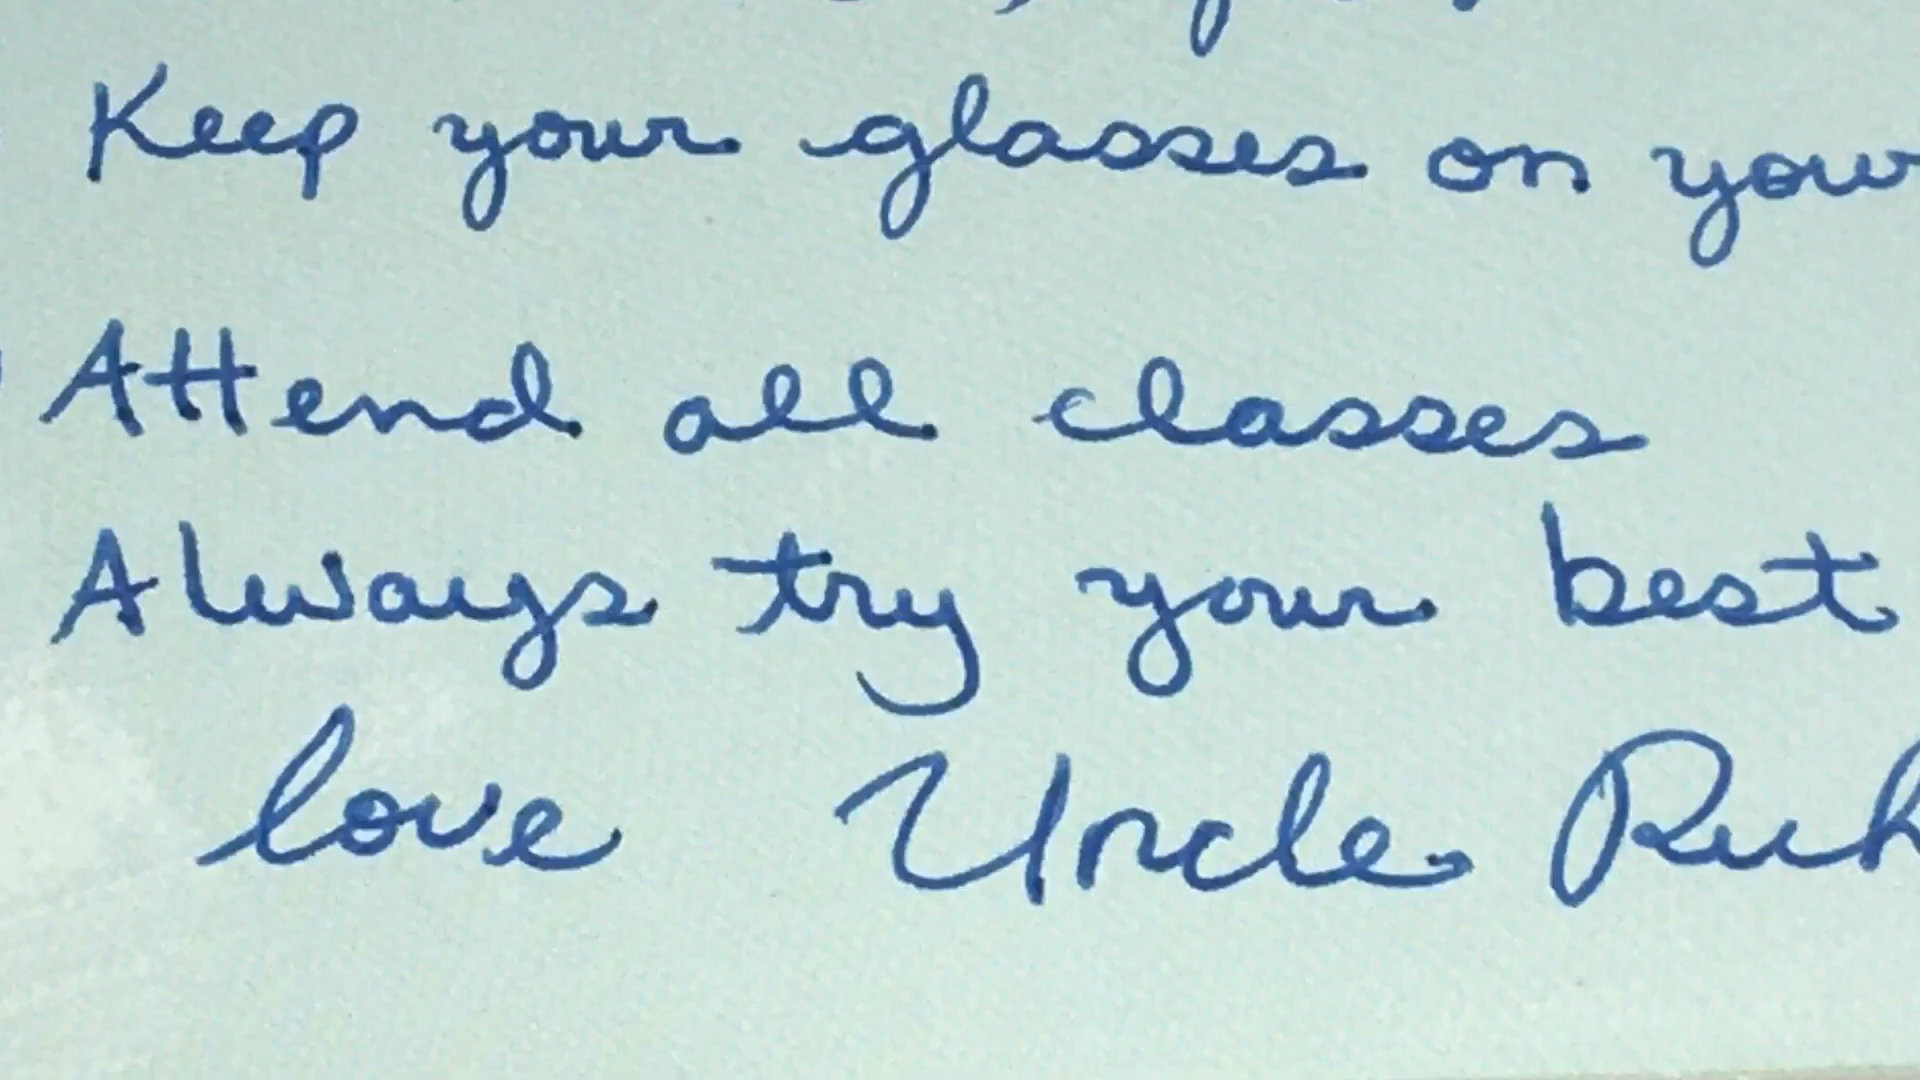 Keep your glasses on your
Attend all classes
Always try your best
love Uncle